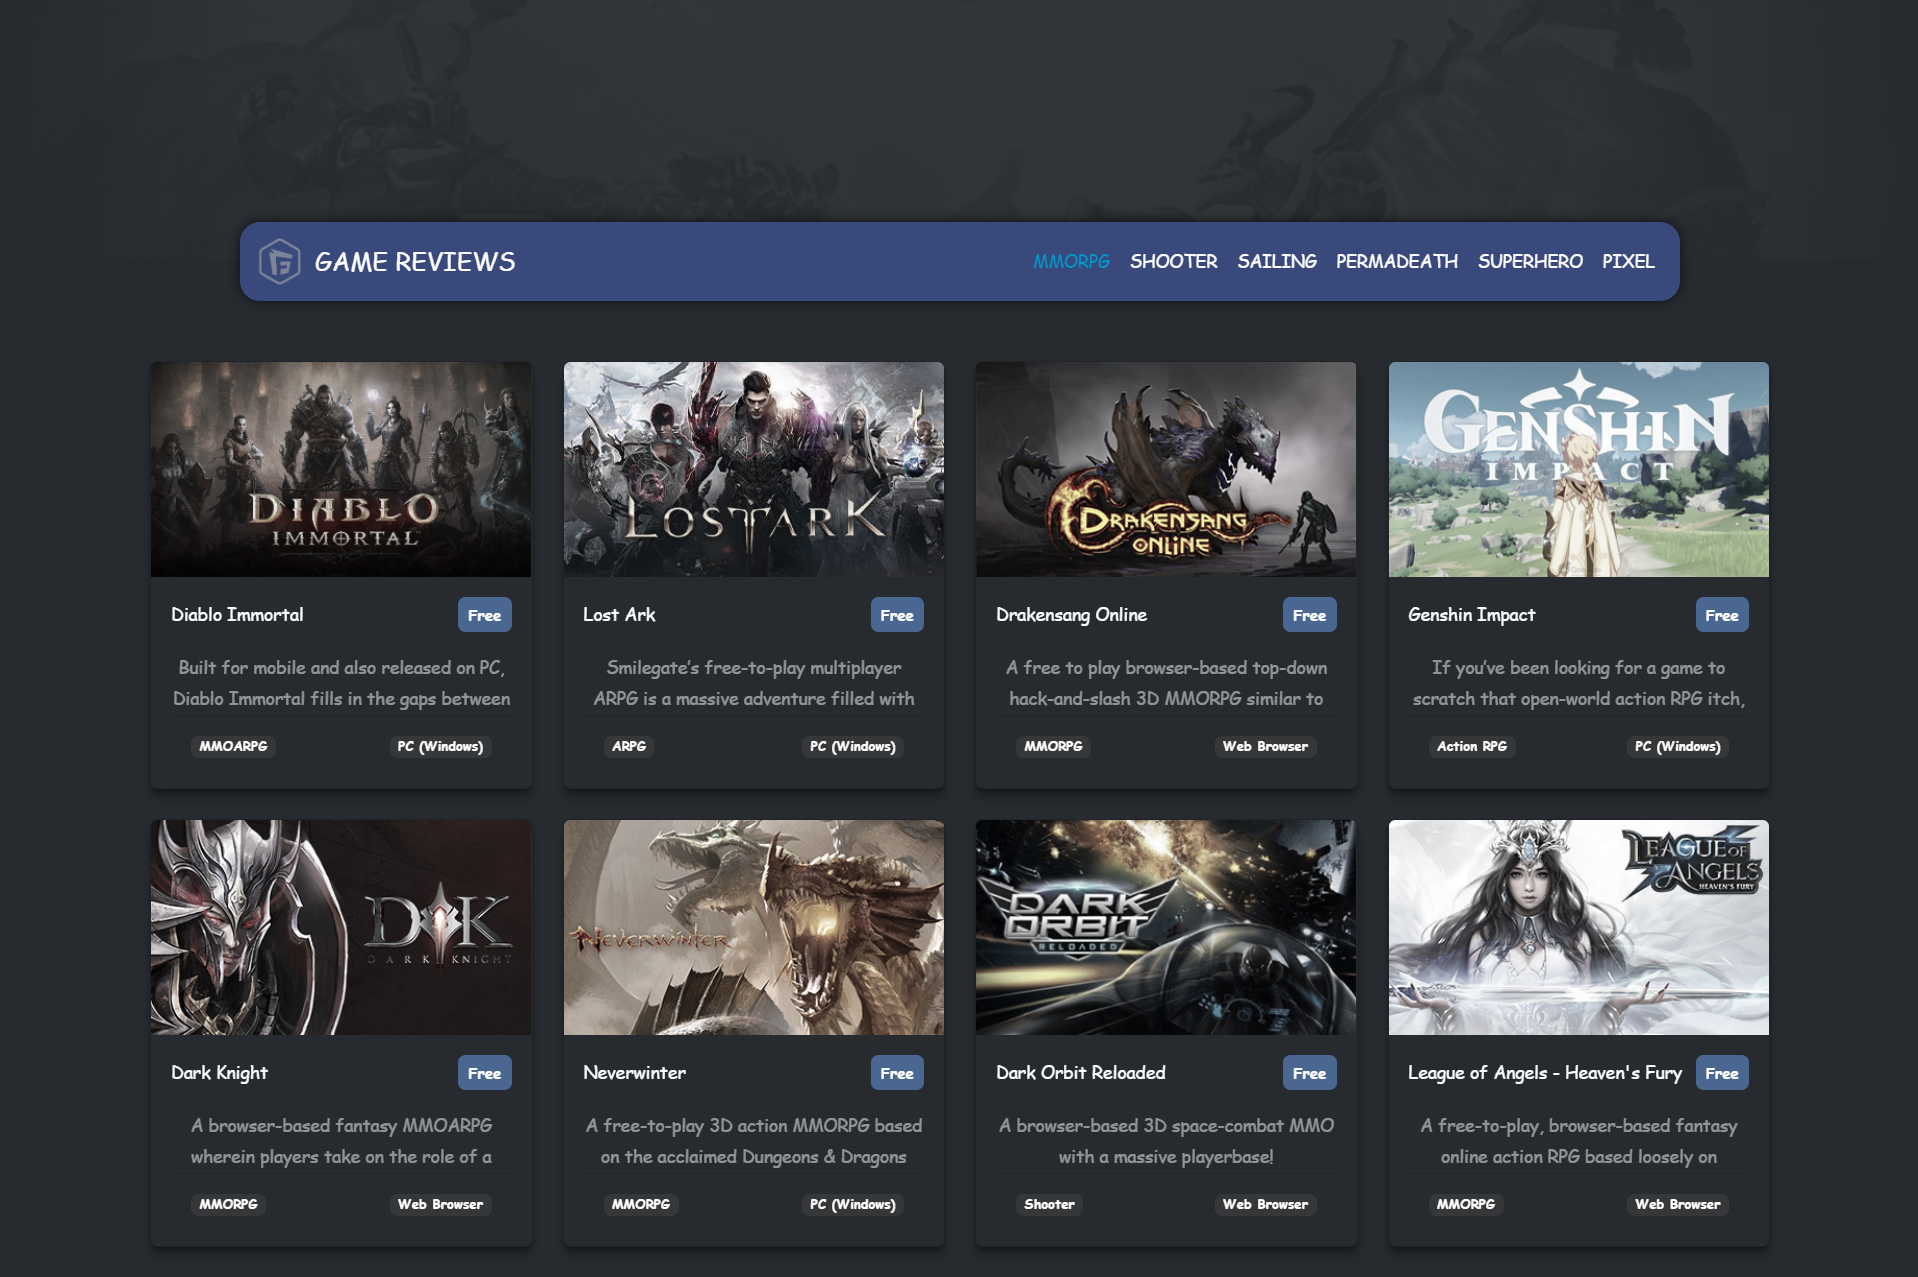 GAME REVIEWS
MMORPG SHOOTER SAILING PERMADEATH SUPERHERO PIXEL
DIABLO
IMMORTAL
LOST ARK
DRAKENSANG
ONLINE
GENSHIN
IMPACT
Diablo Immortal Free
Built for mobile and also released on PC,
Diablo Immortal fills in the gaps between
MMOARPG PC (Windows)
Lost Ark Free
Smilegate’s free-to-play multiplayer
ARPG is a massive adventure filled with
ARPG PC (Windows)
Drakensang Online Free
A free to play browser-based top-down
hack-and-slash 3D MMORPG similar to
MMORPG Web Browser
Genshin Impact Free
If you’ve been looking for a game to
scratch that open-world action RPG itch,
Action RPG PC (Windows)
DK
DARK KNIGHT
NEVERWINTER
DARK
ORBIT
RELOADED
LEAGUE OF
ANGELS
HEAVEN'S FURY
Dark Knight Free
A browser-based fantasy MMOARPG
wherein players take on the role of a
MMORPG Web Browser
Neverwinter Free
A free-to-play 3D action MMORPG based
on the acclaimed Dungeons & Dragons
MMORPG PC (Windows)
Dark Orbit Reloaded Free
A browser-based 3D space-combat MMO
with a massive playerbase!
Shooter Web Browser
League of Angels - Heaven's Fury Free
A free-to-play, browser-based fantasy
online action RPG based loosely on
MMORPG Web Browser